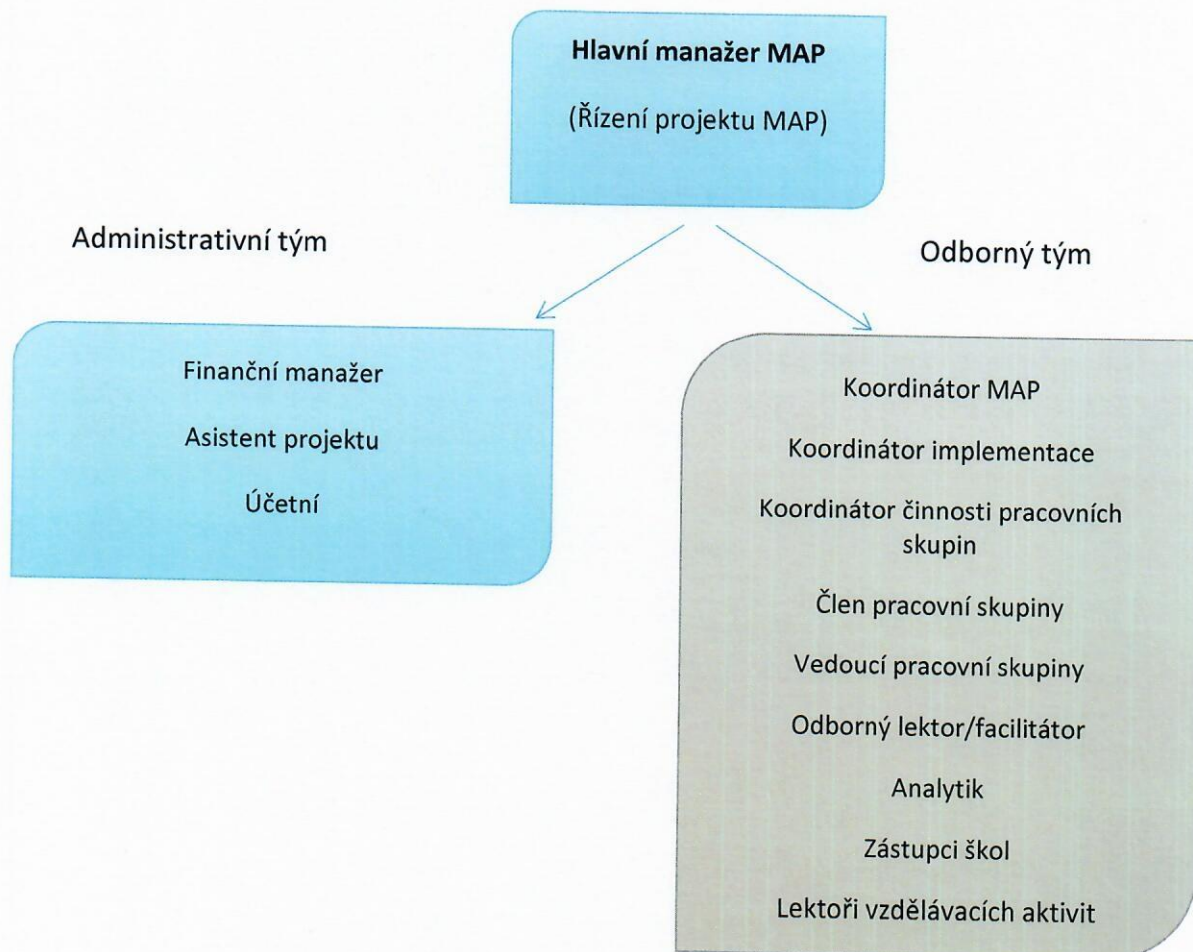 Hlavní manažer MAP
(Řízení projektu MAP)
Administrativní tým
Odborný tým
Finanční manažer
Asistent projektu
Účetní
Koordinátor MAP
Koordinátor implementace
Koordinátor činnosti pracovních
skupin
Člen pracovní skupiny
Vedoucí pracovní skupiny
Odborný lektor/facilitátor
Analytik
Zástupci škol
Lektoři vzdělávacích aktivit